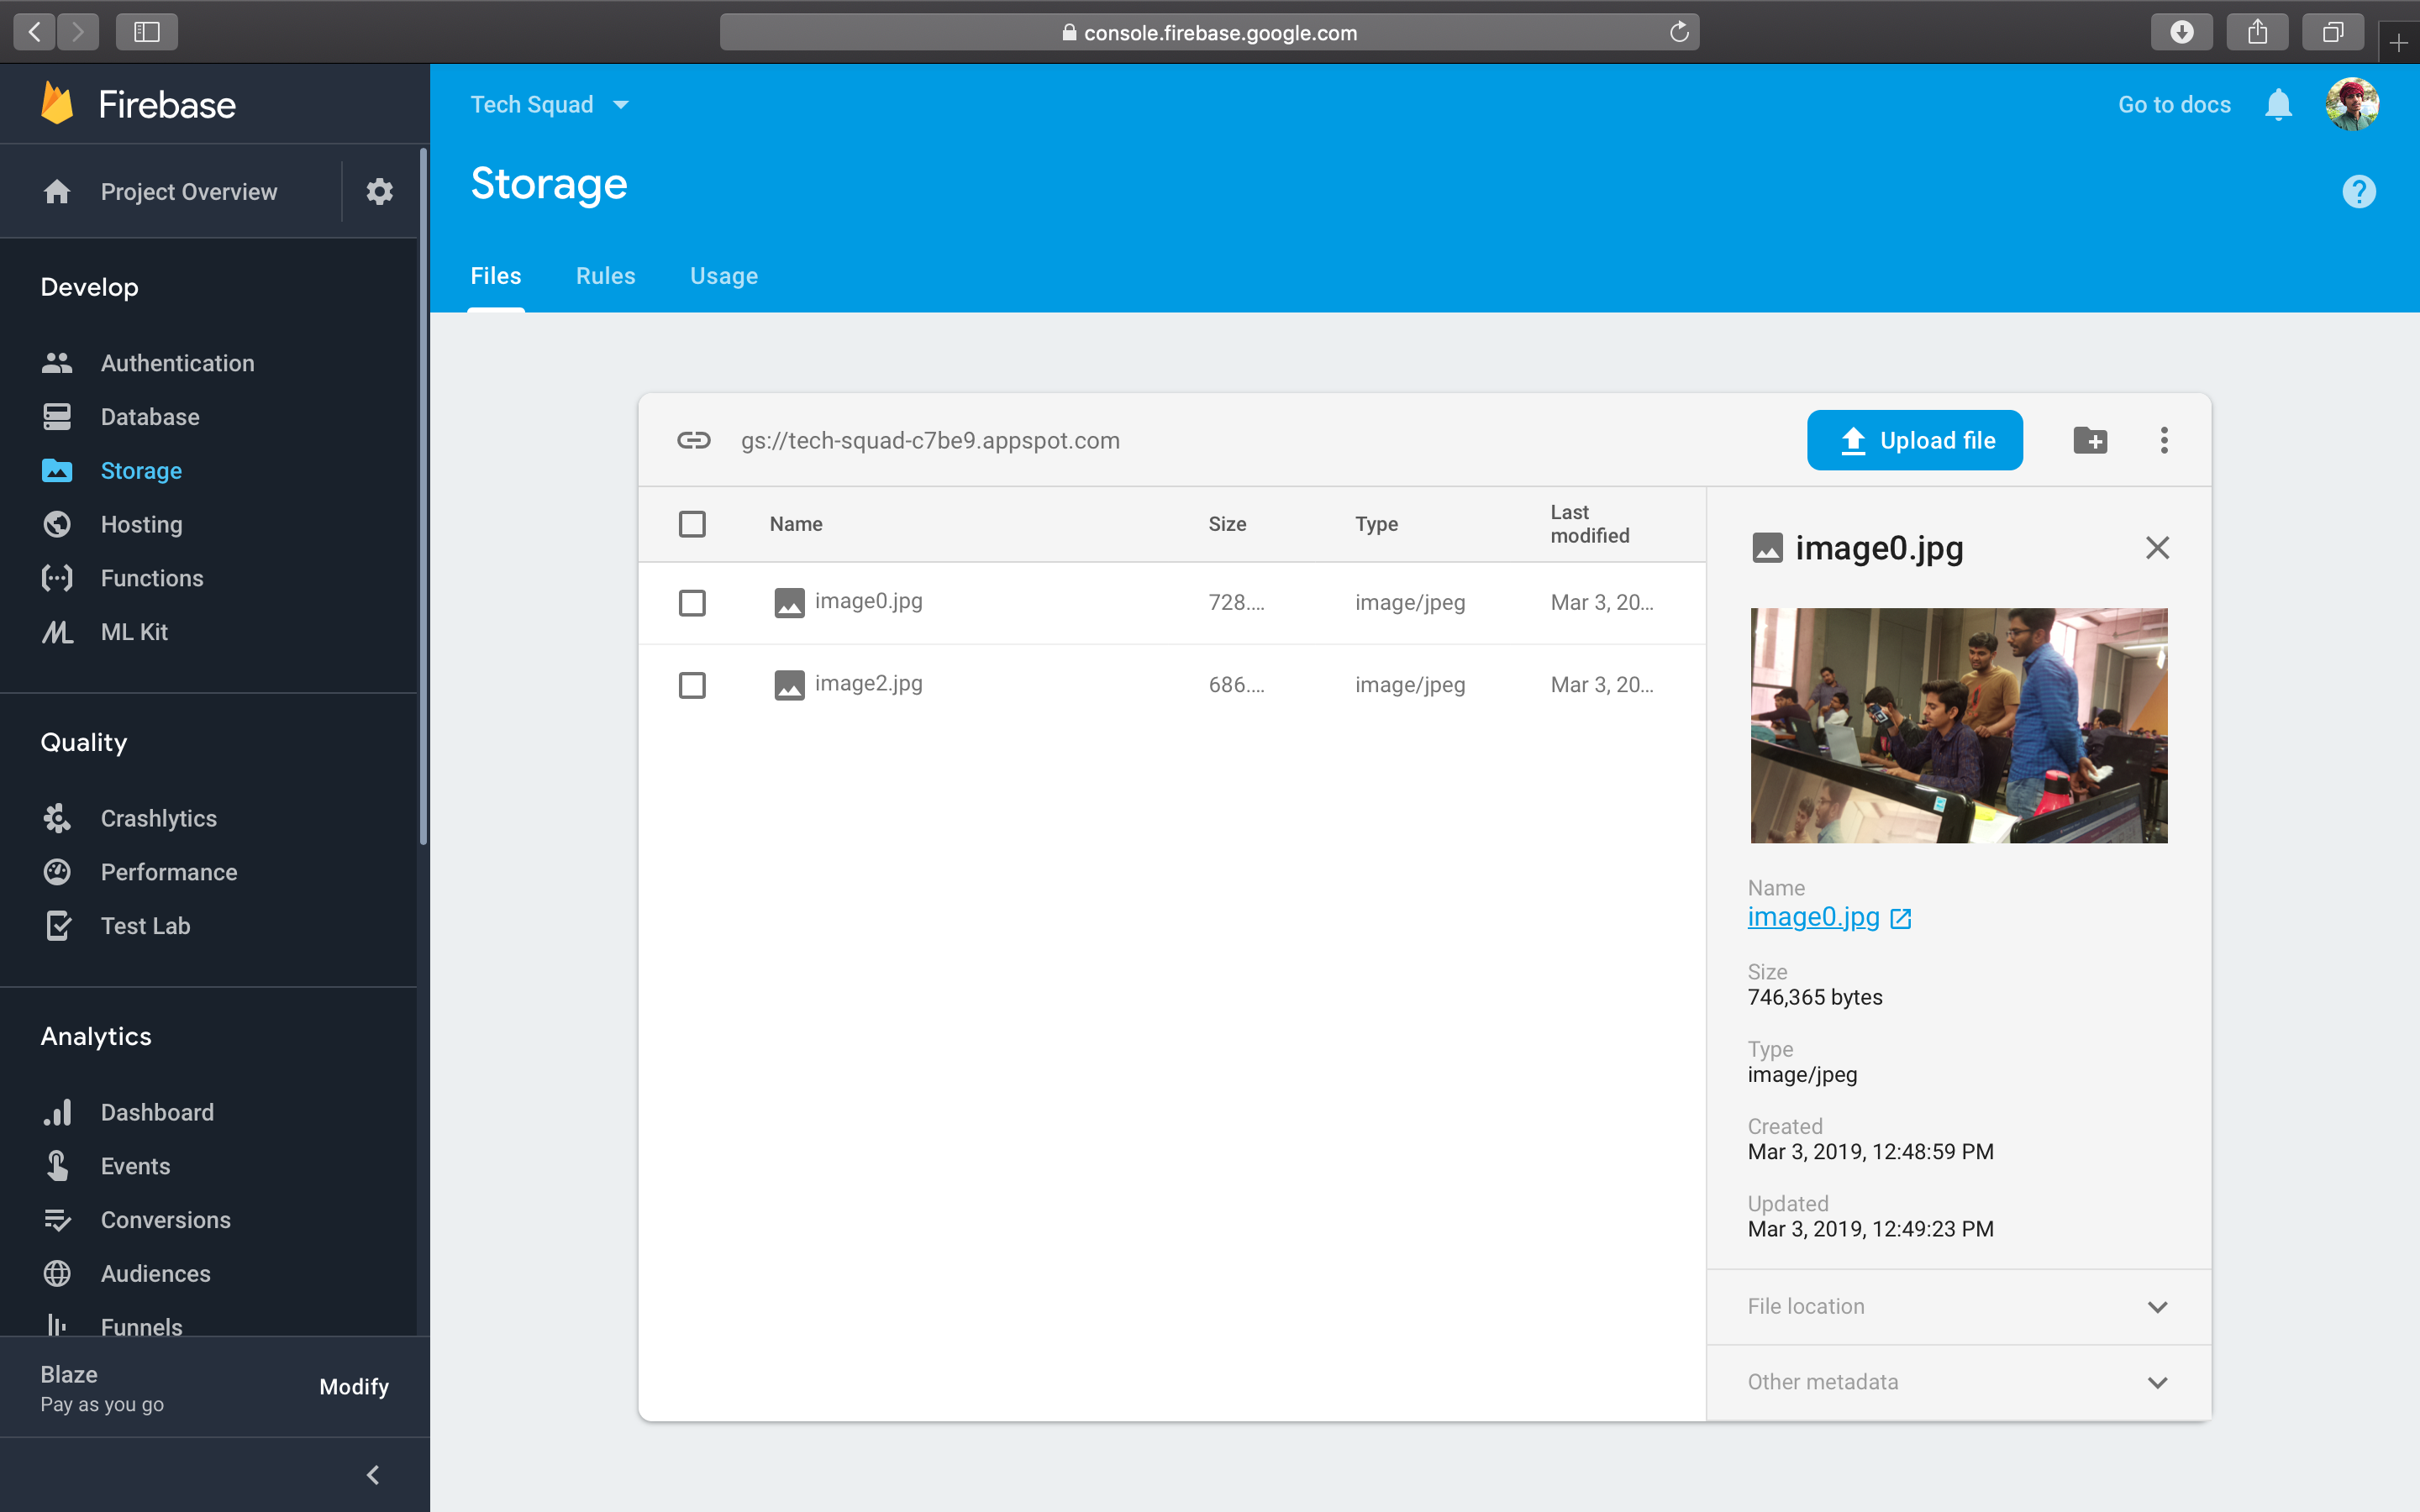 console.firebase.google.com
Firebase
Project Overview
Develop
Authentication
Database
Storage
Hosting
Functions
ML Kit
Quality
Crashlytics
Performance
Test Lab
Analytics
Dashboard
Events
Conversions
Audiences
Funnels
Blaze
Pay as you go
Modify
Tech Squad
Go to docs
Storage
Files Rules Usage
gs://tech-squad-c7be9.appspot.com
Upload file
Name Size Type Last modified
image0.jpg 728.... image/jpeg Mar 3, 20...
image2.jpg 686.... image/jpeg Mar 3, 20...
image0.jpg
Name
image0.jpg
Size
746,365 bytes
Type
image/jpeg
Created
Mar 3, 2019, 12:48:59 PM
Updated
Mar 3, 2019, 12:49:23 PM
File location
Other metadata